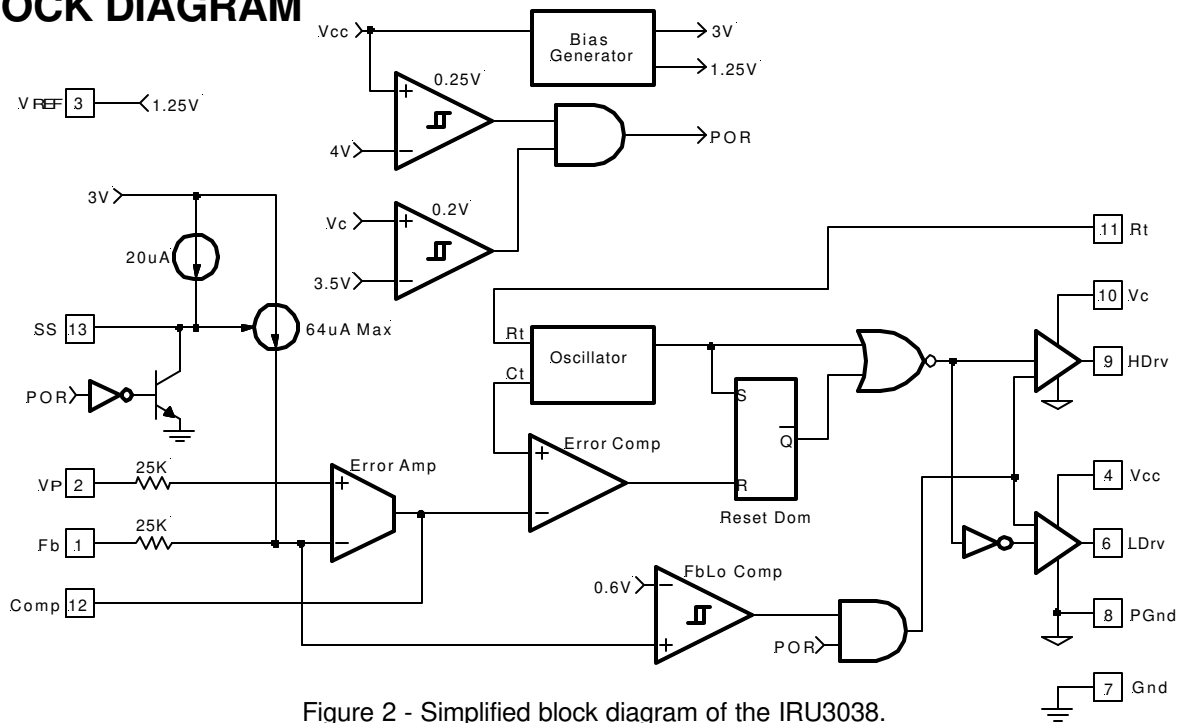 OCK DIAGRAM
Vcc
Bias
Generator
3V
1.25V
0.25V
VREF 3 1.25V
4V
POR
3V
Vc
0.2V
20uA
3.5V
11 Rt
10 Vc
SS 13
64uA Max
Rt
Oscillator
Ct
9 HDrv
POR
S
Q
R
Error Comp
Reset Dom
VP 2 25K
Error Amp
4 Vcc
Fb 1 25K
6 LDrv
Comp 12
0.6V
FbLo Comp
POR
8 PGnd
7 Gnd
Figure 2 - Simplified block diagram of the IRU3038.